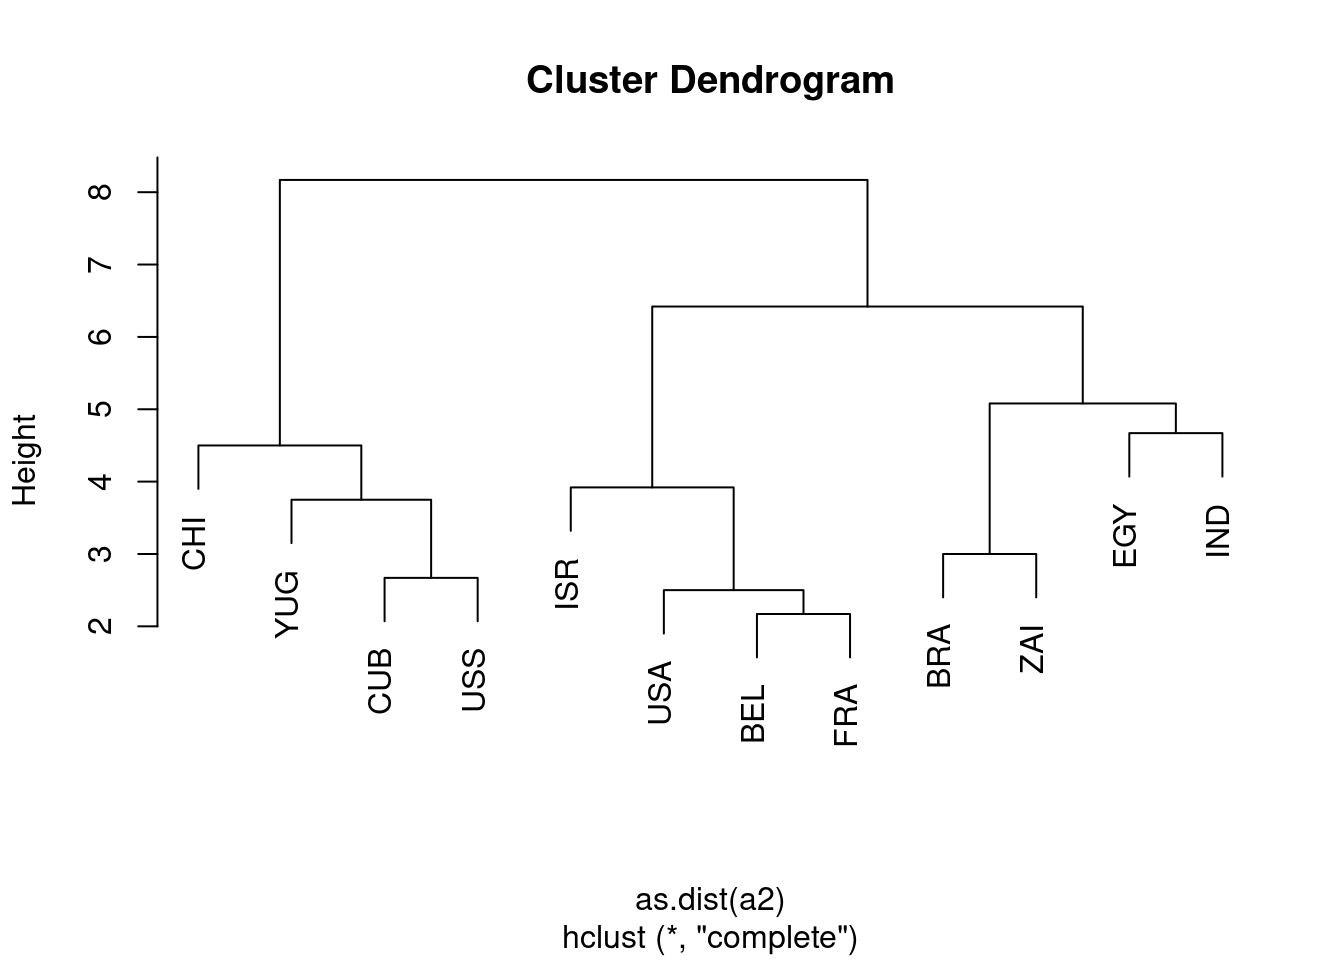 Cluster Dendrogram
Height
8
7
6
5
4
3
2
CHI
YUG
CUB
USS
ISR
USA
BEL
FRA
BRA
ZAI
EGY
IND
as.dist(a2)
hclust (*, "complete")